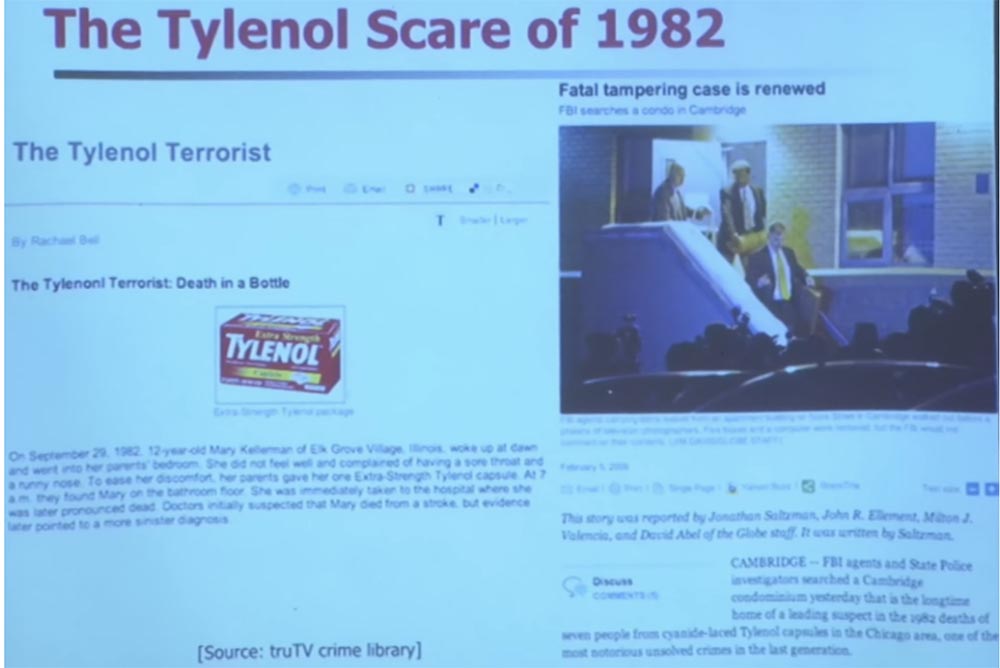 The Tylenol Scare of 1982
The Tylenol Terrorist
Print Email SHARE
T Smaller | Larger
By Rachael Bell
The Tylenonl Terrorist: Death in a Bottle
TYLENOL
Extra Strength
TYLENOL
Caplets
Extra-Strength Tylenol package
On September 29, 1982, 12-year-old Mary Kellerman of Elk Grove Village, Illinois, woke up at dawn
and went into her parents' bedroom. She did not feel well and complained of having a sore throat and
a runny nose. To ease her discomfort, her parents gave her one Extra-Strength Tylenol capsule. At 7
a.m. they found Mary on the bathroom floor. She was immediately taken to the hospital where she
was later pronounced dead. Doctors initially suspected that Mary died from a stroke, but evidence
later pointed to a more sinister diagnosis.
[Source: truTV crime library]
Fatal tampering case is renewed
FBI searches a condo in Cambridge
February 5, 2009
Email | Print | Single Page | Yahoo! Buzz | ShareThis
Text size
This story was reported by Jonathan Saltzman, John R. Ellement, Milton J.
Valencia, and David Abel of the Globe staff. It was written by Saltzman.
Discuss
COMMENTS
CAMBRIDGE -- FBI agents and State Police
investigators searched a Cambridge
condominium yesterday that is the longtime
home of a leading suspect in the 1982 deaths of
seven people from cyanide-laced Tylenol capsules in the Chicago area, one of the
most notorious unsolved crimes in the last generation.